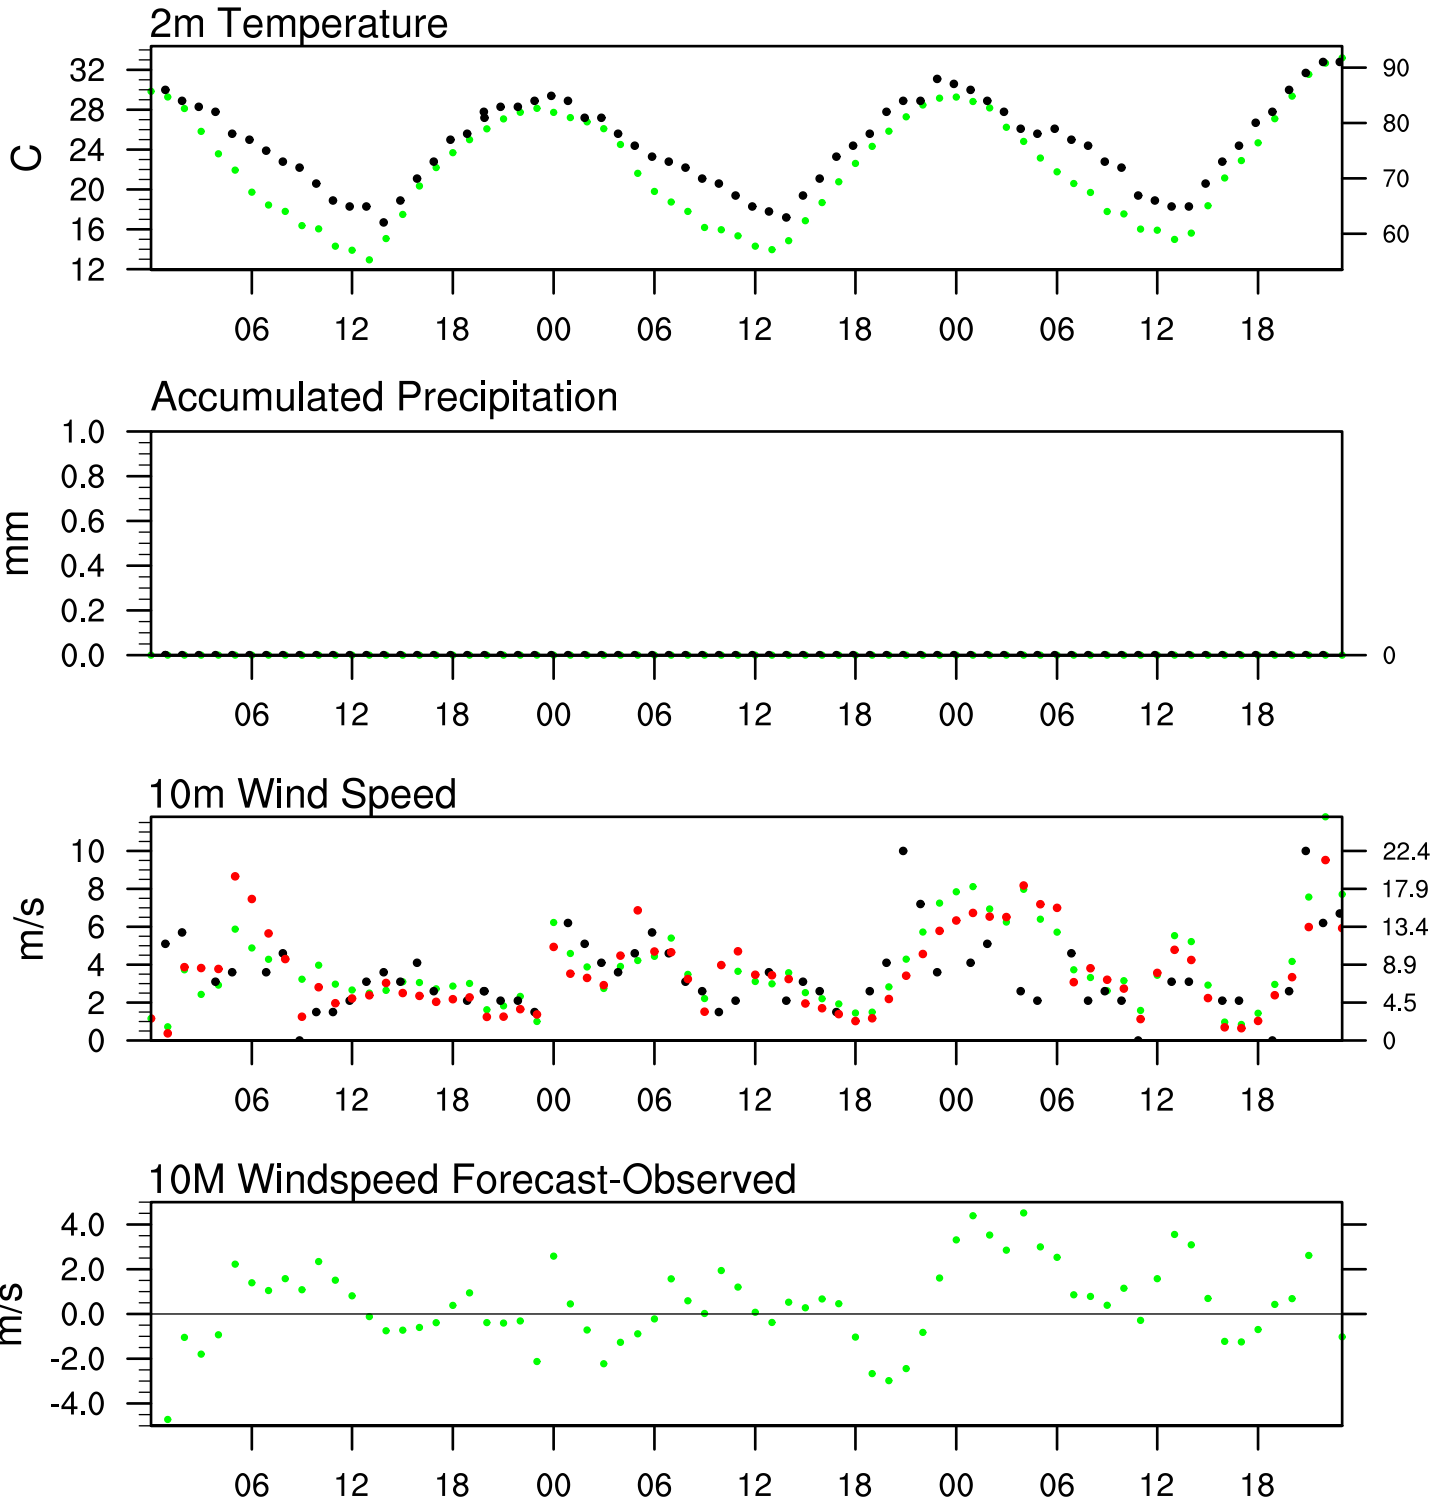 2m Temperature
32
28
24
20
16
12
C
90
80
70
60
06 12 18 00 06 12 18 00 06 12 18
Accumulated Precipitation
1.0
0.8
0.6
0.4
0.2
0.0
mm
0
06 12 18 00 06 12 18 00 06 12 18
10m Wind Speed
10
8
6
4
2
0
m/s
22.4
17.9
13.4
8.9
4.5
0
06 12 18 00 06 12 18 00 06 12 18
10M Windspeed Forecast-Observed
4.0
2.0
0.0
-2.0
-4.0
m/s
06 12 18 00 06 12 18 00 06 12 18